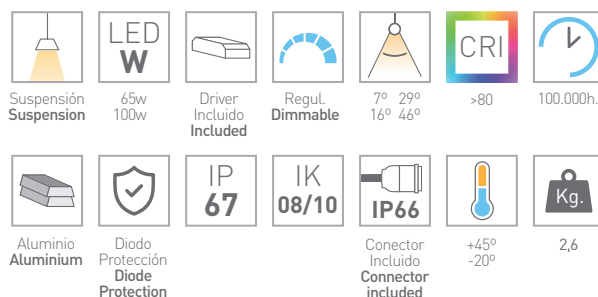 LED
W
CRI
Suspensión
Suspension
65w
100w
Driver
Incluido
Included
Regul.
Dimmable
7º 29º
16º 46º
>80
100.000h.
IP
67
IK
08/10
IP66
Kg.
Aluminio
Aluminium
Diodo
Protección
Diode
Protection
Conector
Incluido
Connector
included
+45º
-20º
2,6